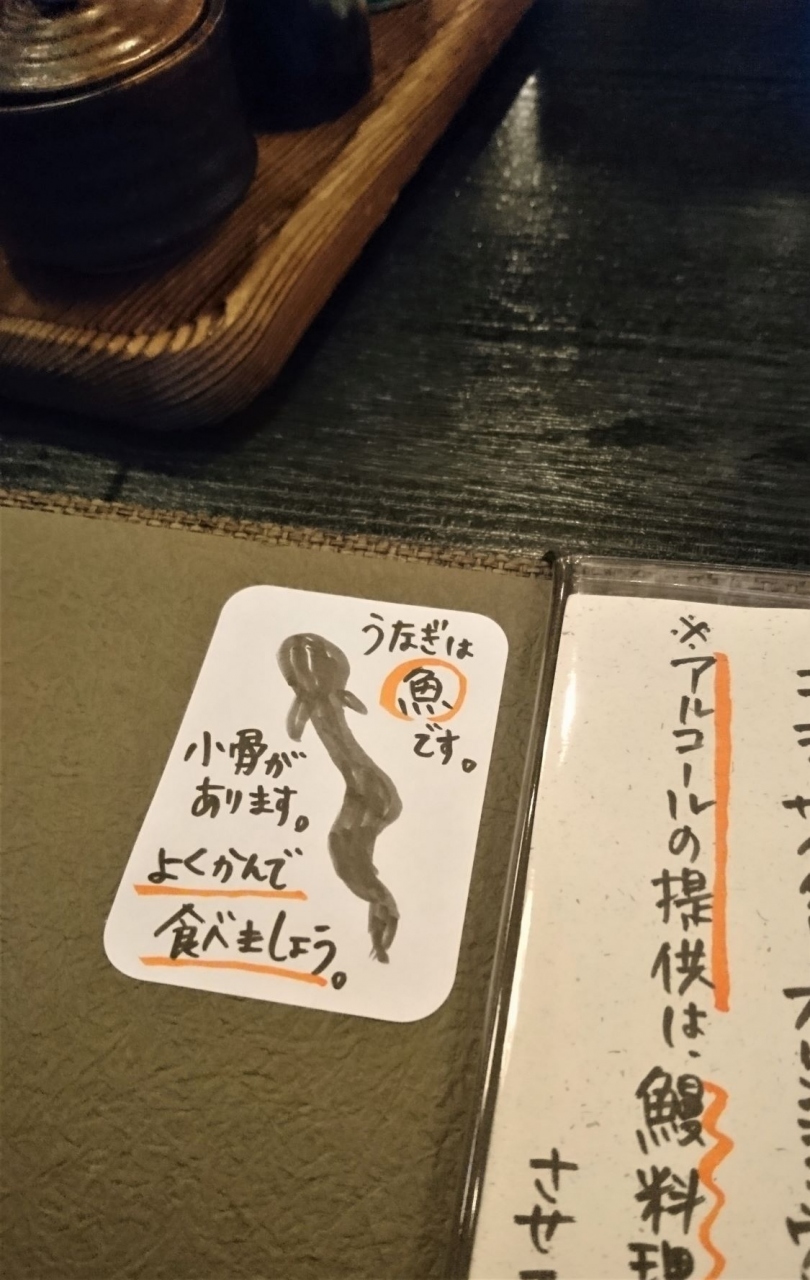 うなぎは
魚
です。
小骨が
あります。
よくかんで
食べましょう。
※アルコールの提供は、鰻料理
させ